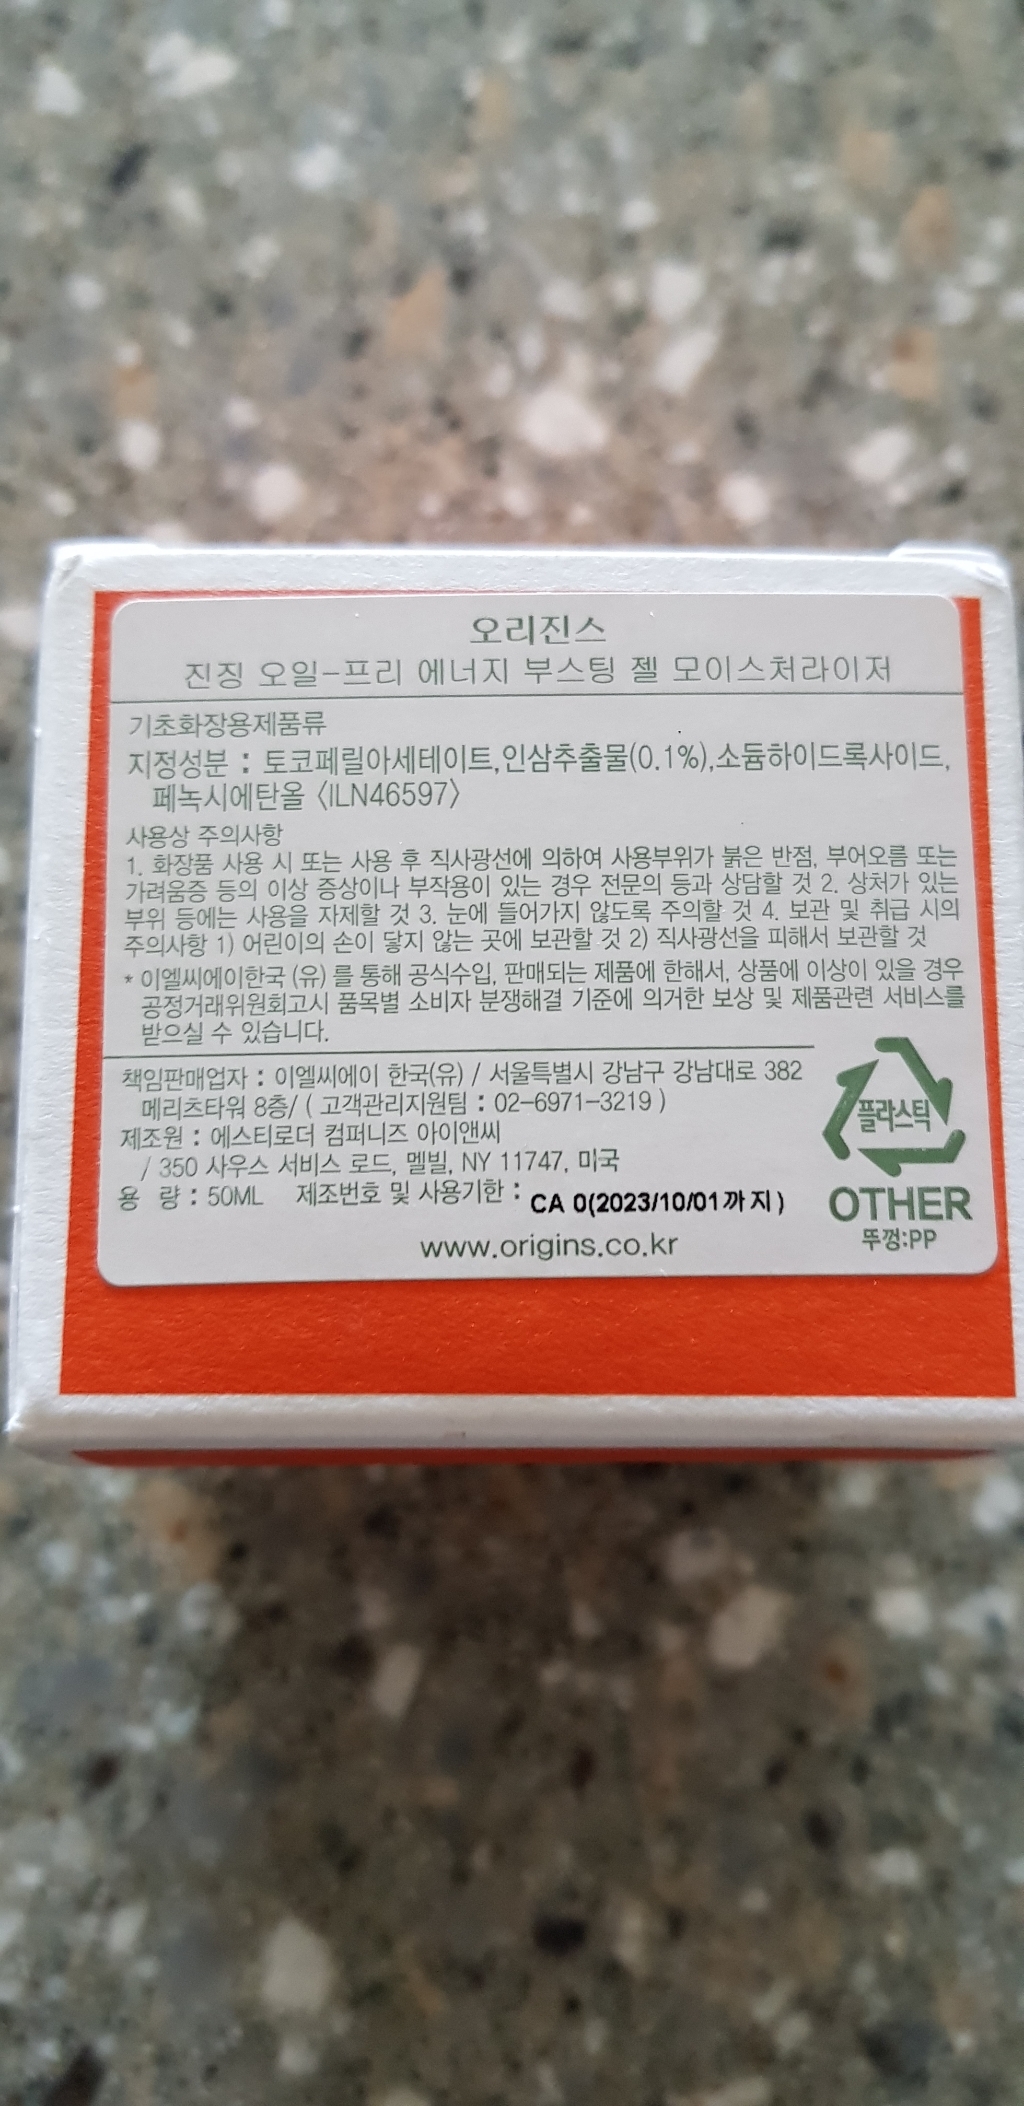 오리진스
진징 오일-프리 에너지 부스팅 젤 모이스처라이저
기초화장용제품류
지정성분 : 토코페릴아세테이트,인삼추출물(0.1%),소듐하이드록사이드,
페녹시에탄올 〈ILN46597〉
사용상 주의사항
1. 화장품 사용 시 또는 사용 후 직사광선에 의하여 사용부위가 붉은 반점, 부어오름 또는
가려움증 등의 이상 증상이나 부작용이 있는 경우 전문의 등과 상담할 것 2. 상처가 있는
부위 등에는 사용을 자제할 것 3. 눈에 들어가지 않도록 주의할 것 4. 보관 및 취급 시의
주의사항 1) 어린이의 손이 닿지 않는 곳에 보관할 것 2) 직사광선을 피해서 보관할 것
* 이엘씨에이한국 (유) 를 통해 공식수입, 판매되는 제품에 한해서, 상품에 이상이 있을 경우
공정거래위원회고시 품목별 소비자 분쟁해결 기준에 의거한 보상 및 제품관련 서비스를
받으실 수 있습니다.
책임판매업자 : 이엘씨에이 한국(유) / 서울특별시 강남구 강남대로 382
메리츠타워 8층/ ( 고객관리지원팀 : 02-6971-3219 )
제조원 : 에스티로더 컴퍼니즈 아이앤씨
/ 350 사우스 서비스 로드, 멜빌, NY 11747, 미국
용 량 : 50ML 제조번호 및 사용기한 : CA 0(2023/10/01까지)
www.origins.co.kr
플라스틱
OTHER
뚜껑:PP